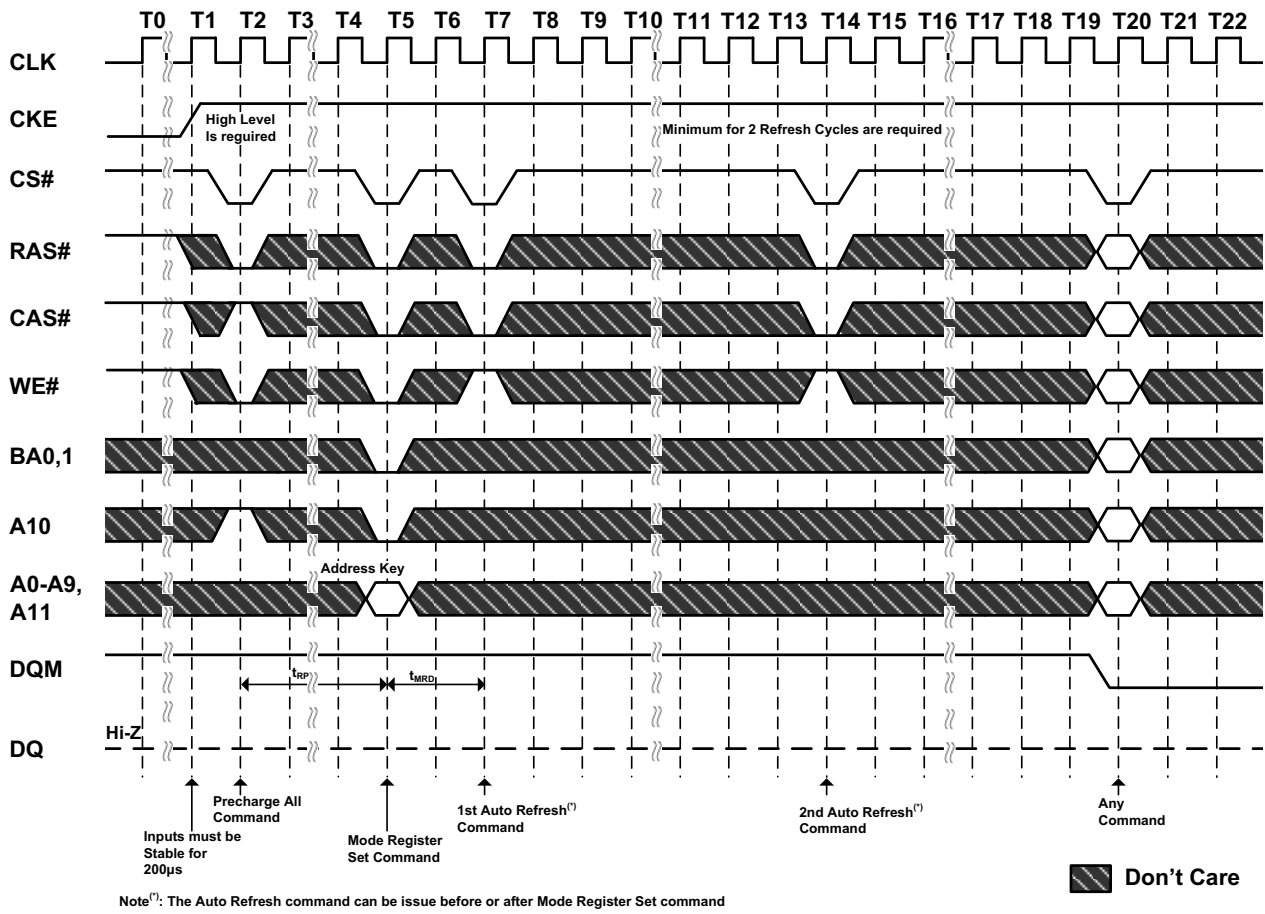 T0 T1 T2 T3 T4 T5 T6 T7 T8 T9 T10 T11 T12 T13 T14 T15 T16 T17 T18 T19 T20 T21 T22
CLK
CKE
High Level
Is reguired
Minimum for 2 Refresh Cycles are required
CS#
RAS#
CAS#
WE#
BA0,1
A10
Address Key
A0-A9,
A11
DQM
tRP
tMRD
Hi-Z
DQ
Inputs must be
Stable for
200µs
Precharge All
Command
Mode Register
Set Command
1st Auto Refresh(*)
Command
2nd Auto Refresh(*)
Command
Any
Command
Don't Care
Note(*): The Auto Refresh command can be issue before or after Mode Register Set command